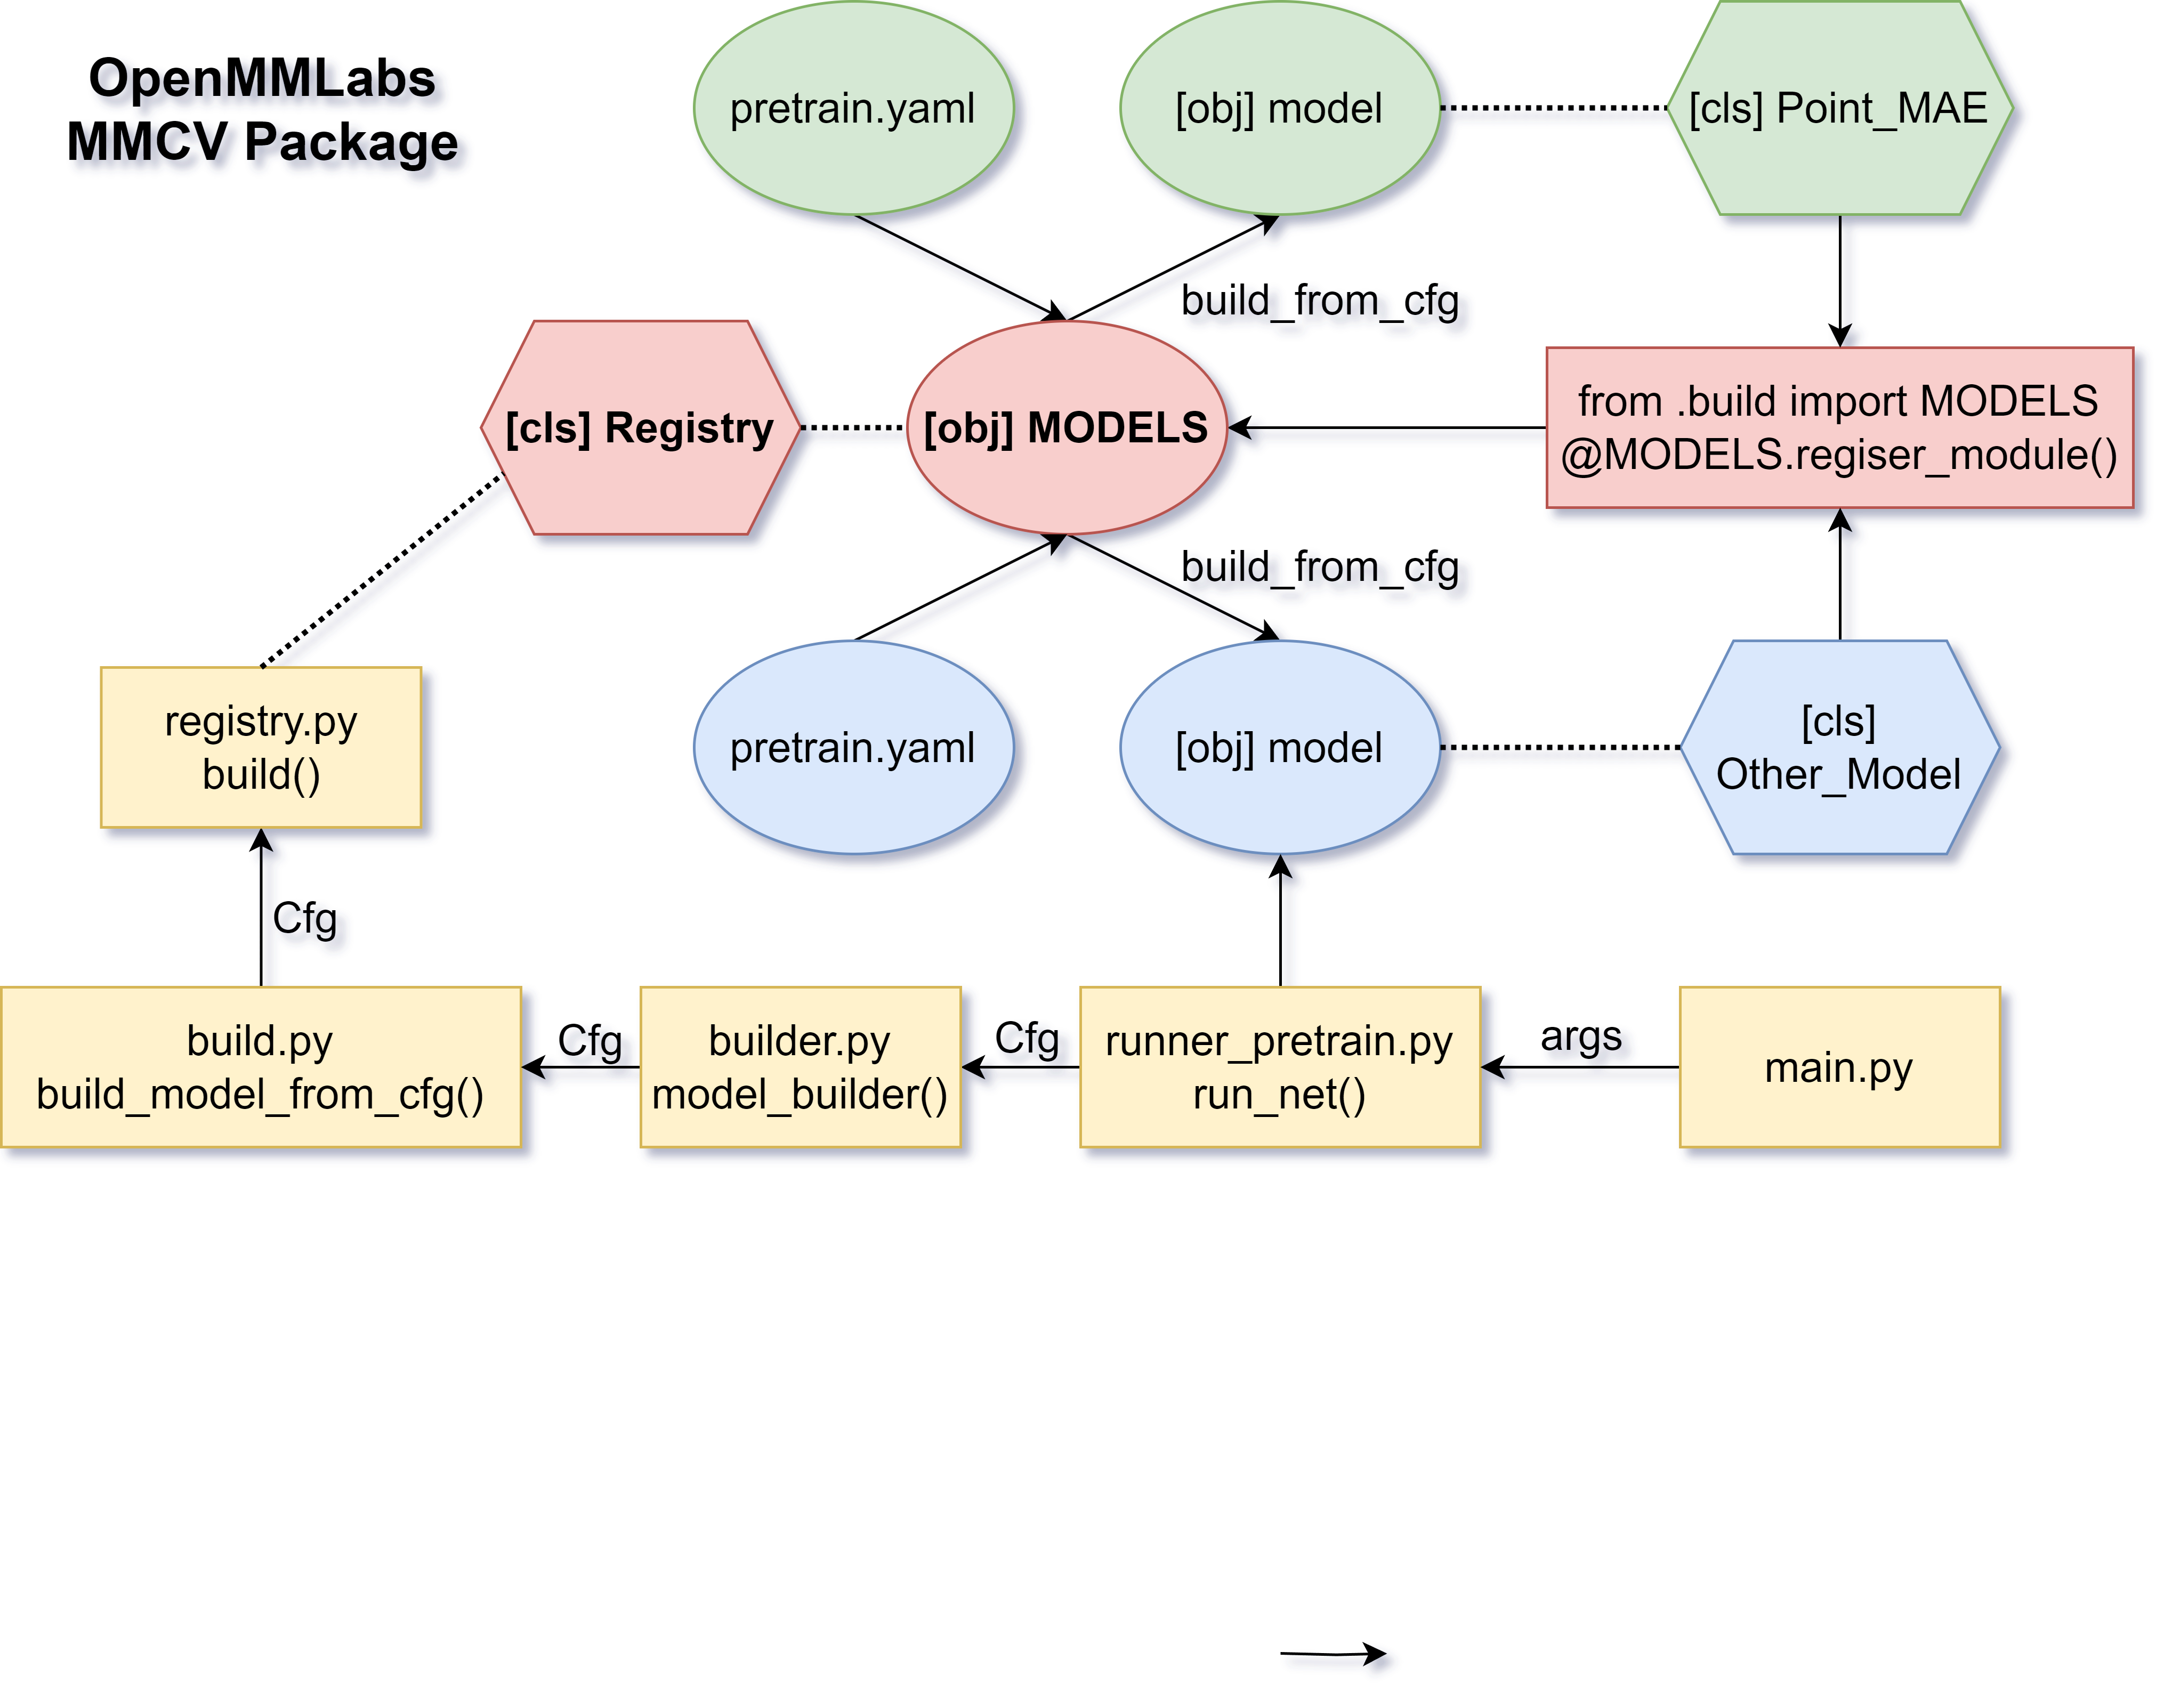 OpenMMLabs
MMCV Package
pretrain.yaml
[obj] model
[cls] Point_MAE
build_from_cfg
[cls] Registry
[obj] MODELS
from .build import MODELS
@MODELS.regiser_module()
build_from_cfg
registry.py
build()
pretrain.yaml
[obj] model
[cls]
Other_Model
Cfg
build.py
build_model_from_cfg()
Cfg
builder.py
model_builder()
Cfg
runner_pretrain.py
run_net()
args
main.py